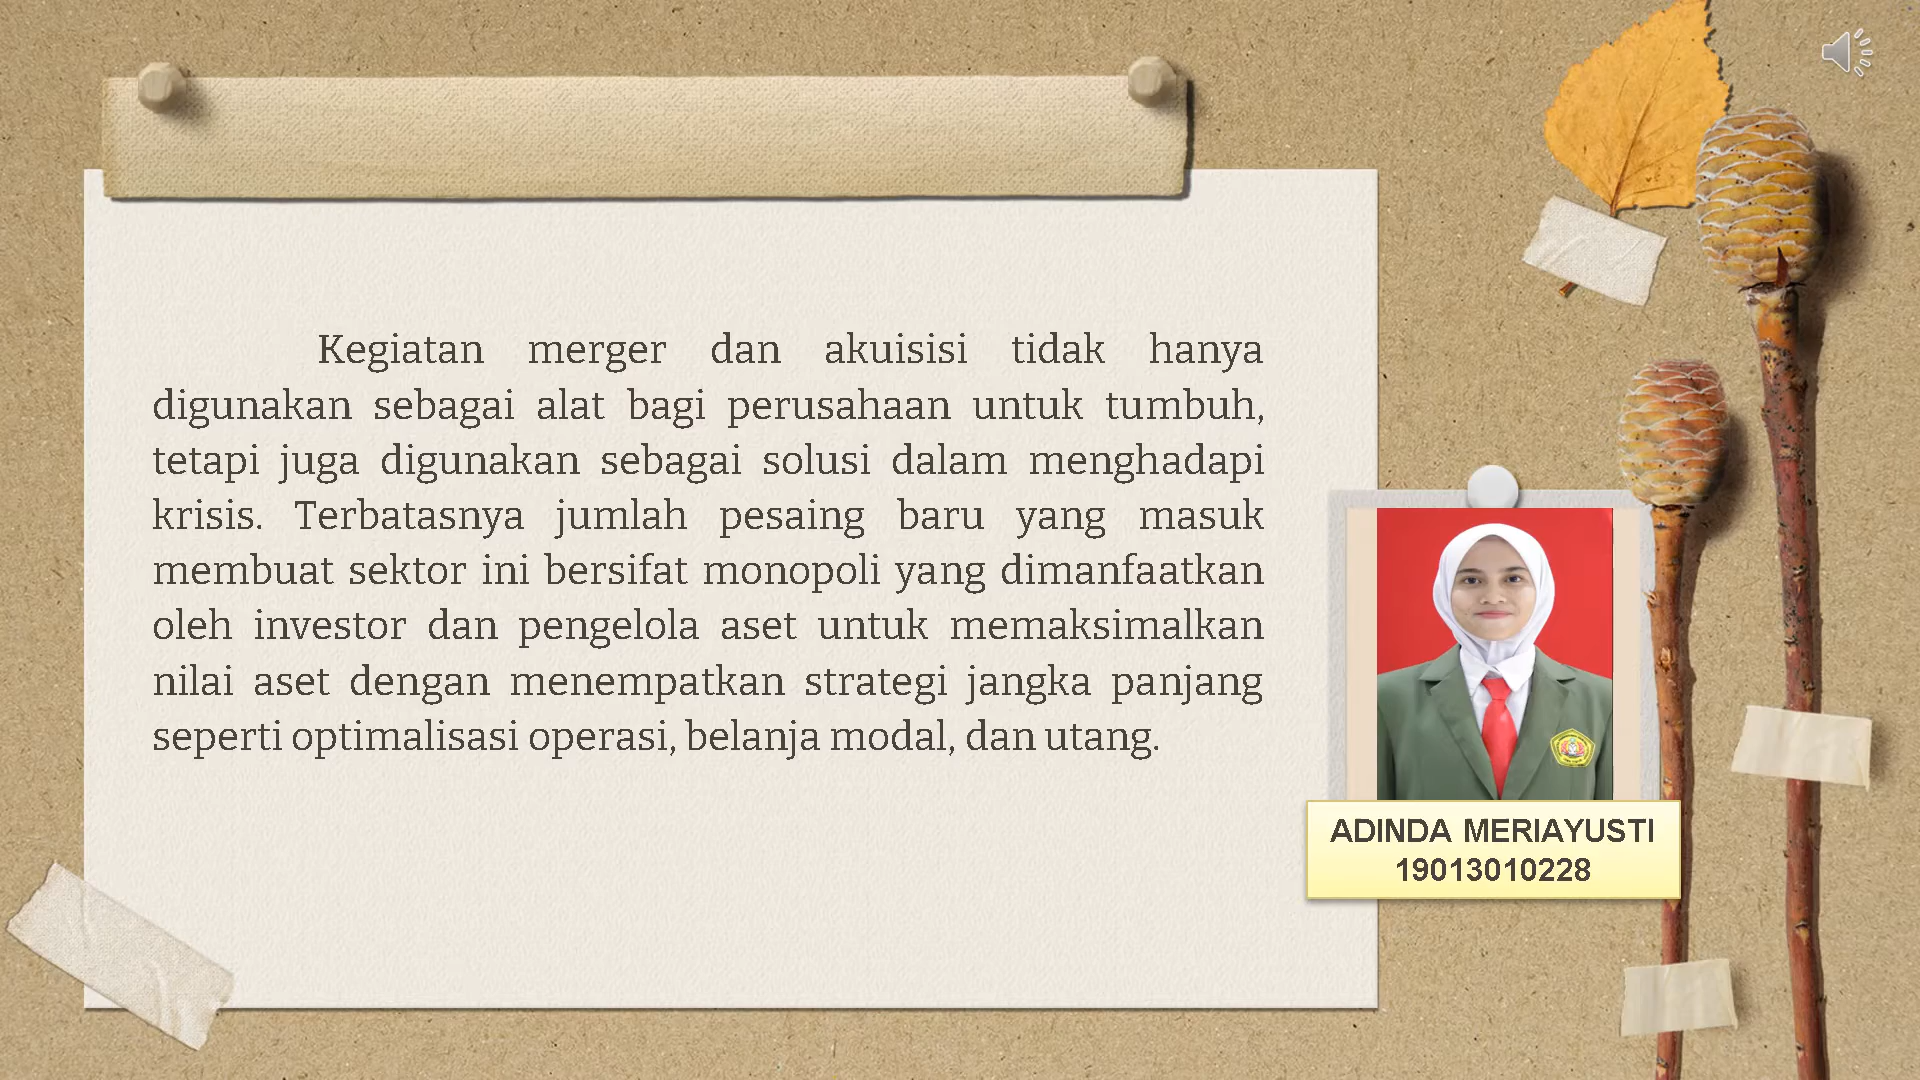 Kegiatan merger dan akuisisi tidak hanya
digunakan sebagai alat bagi perusahaan untuk tumbuh,
tetapi juga digunakan sebagai solusi dalam menghadapi
krisis. Terbatasnya jumlah pesaing baru yang masuk
membuat sektor ini bersifat monopoli yang dimanfaatkan
oleh investor dan pengelola aset untuk memaksimalkan
nilai aset dengan menempatkan strategi jangka panjang
seperti optimalisasi operasi, belanja modal, dan utang.
ADINDA MERIAYUSTI
19013010228